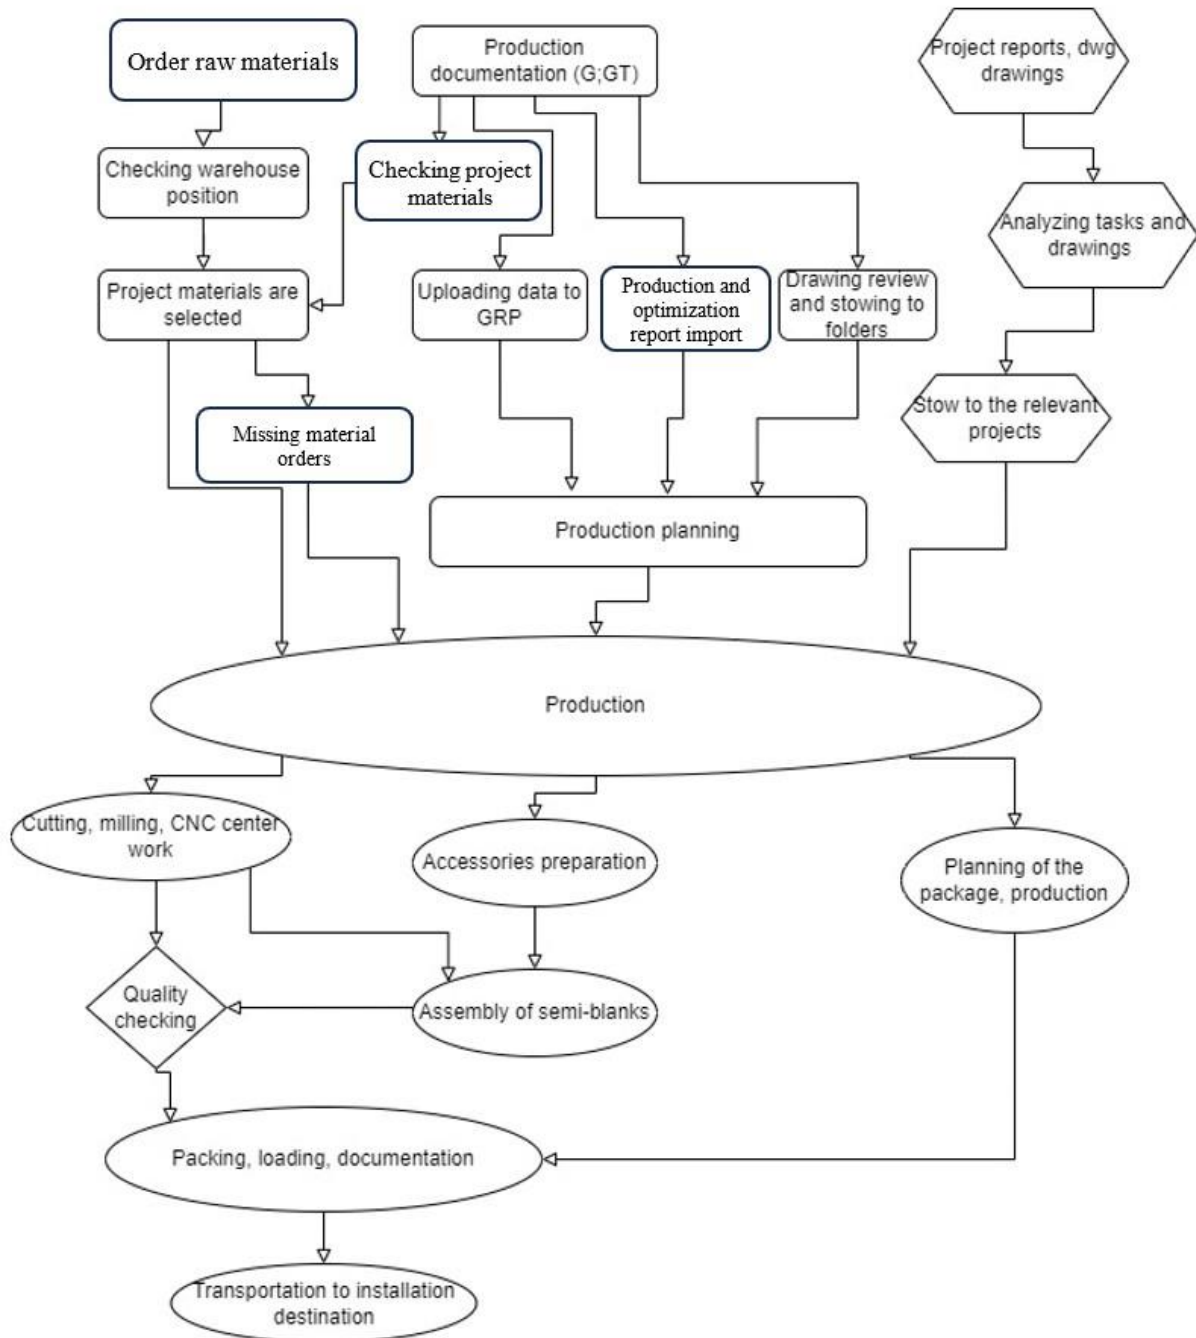 Order raw materials
Production
documentation (G;GT)
Project reports, dwg
drawings
Checking warehouse
position
Checking project
materials
Analyzing tasks and
drawings
Project materials are
selected
Uploading data to
GRP
Production and
optimization
report import
Drawing review
and stowing to
folders
Missing material
orders
Stow to the relevant
projects
Production planning
Production
Cutting, milling, CNC center
work
Accessories preparation
Planning of the
package, production
Quality
checking
Assembly of semi-blanks
Packing, loading, documentation
Transportation to installation
destination